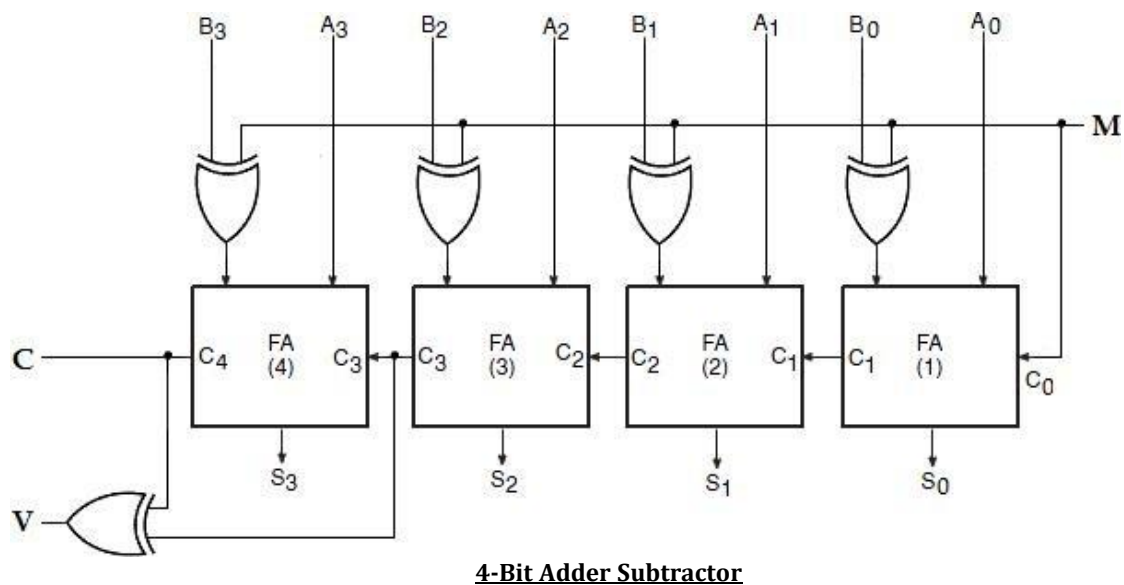 B3 A3 B2 A2 B1 A1 B0 A0
M
C C4 FA (4) C3 C3 FA (3) C2 C2 FA (2) C1 C1 FA (1) C0
S3 S2 S1 S0
V
4-Bit Adder Subtractor